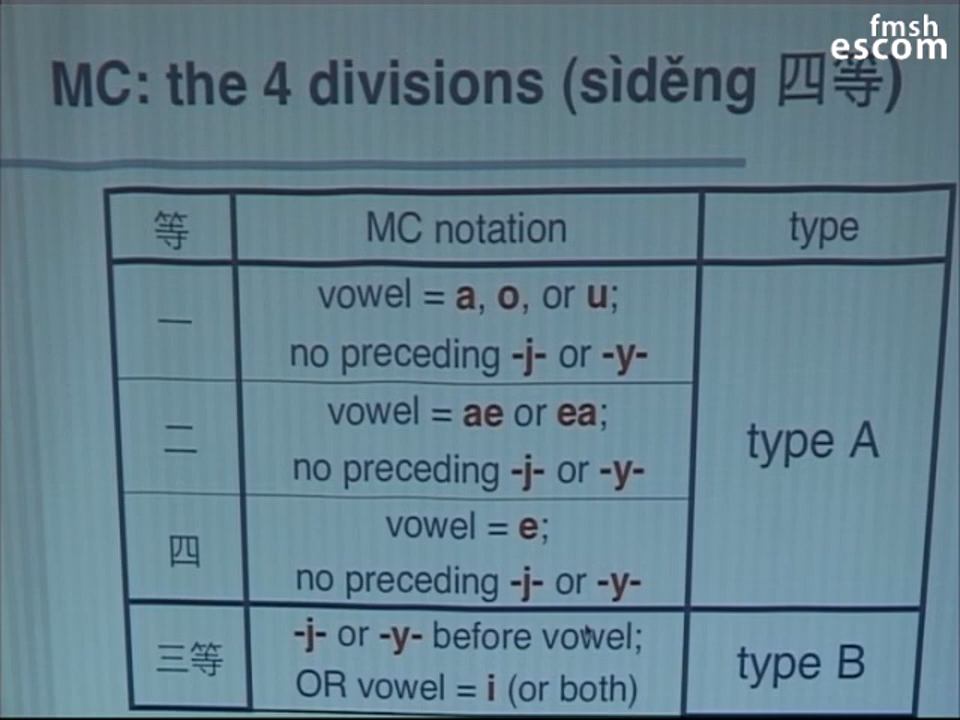 fmsh
escom
MC: the 4 divisions (sìděng 四等)
等 MC notation type
一 vowel = a, o, or u;
no preceding -j- or -y-
二 vowel = ae or ea;
no preceding -j- or -y-
type A
四 vowel = e;
no preceding -j- or -y-
三等 -j- or -y- before vowel;
OR vowel = i (or both)
type B